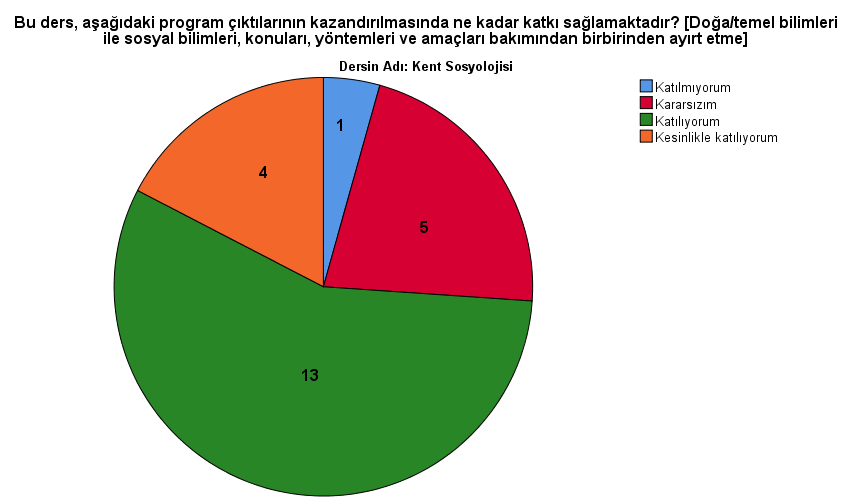 Bu ders, aşağıdaki program çıktılarının kazandırılmasında ne kadar katkı sağlamaktadır? [Doğa/temel bilimleri
ile sosyal bilimleri, konuları, yöntemleri ve amaçları bakımından birbirinden ayırt etme]
Dersin Adı: Kent Sosyolojisi
Katılmıyorum
Kararsızım
Katılıyorum
Kesinlikle katılıyorum
1
4
5
13